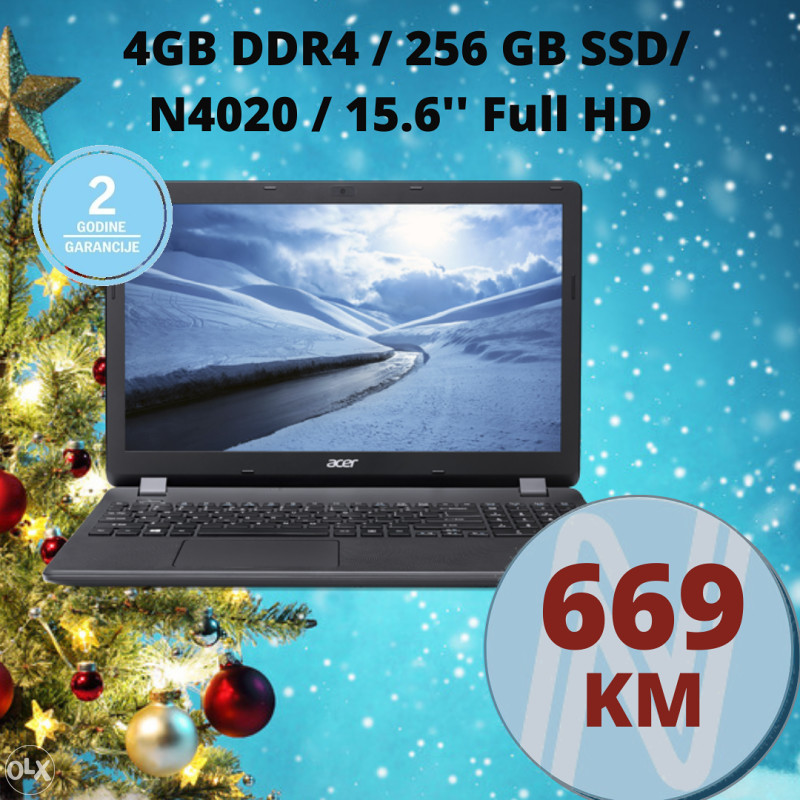 4GB DDR4 / 256 GB SSD/
N4020 / 15.6'' Full HD
2
GODINE
GARANCIJE
acer
669
KM
OLX